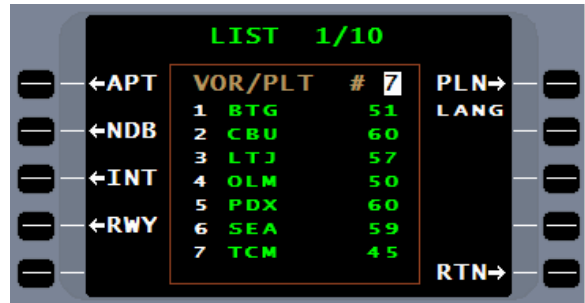 LIST 1/10
←APT VOR/PLT # 7 PLN→
1 BTG 51 LANG
←NDB 2 CBU 60
3 LTJ 57
←INT 4 OLM 50
5 PDX 60
←RWY 6 SEA 59
7 TCM 45
RTN→